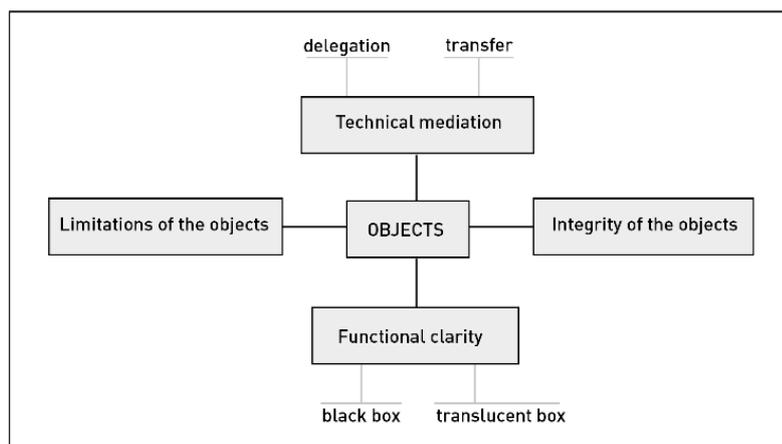 delegation transfer
Technical mediation
Limitations of the objects OBJECTS Integrity of the objects
Functional clarity
black box translucent box